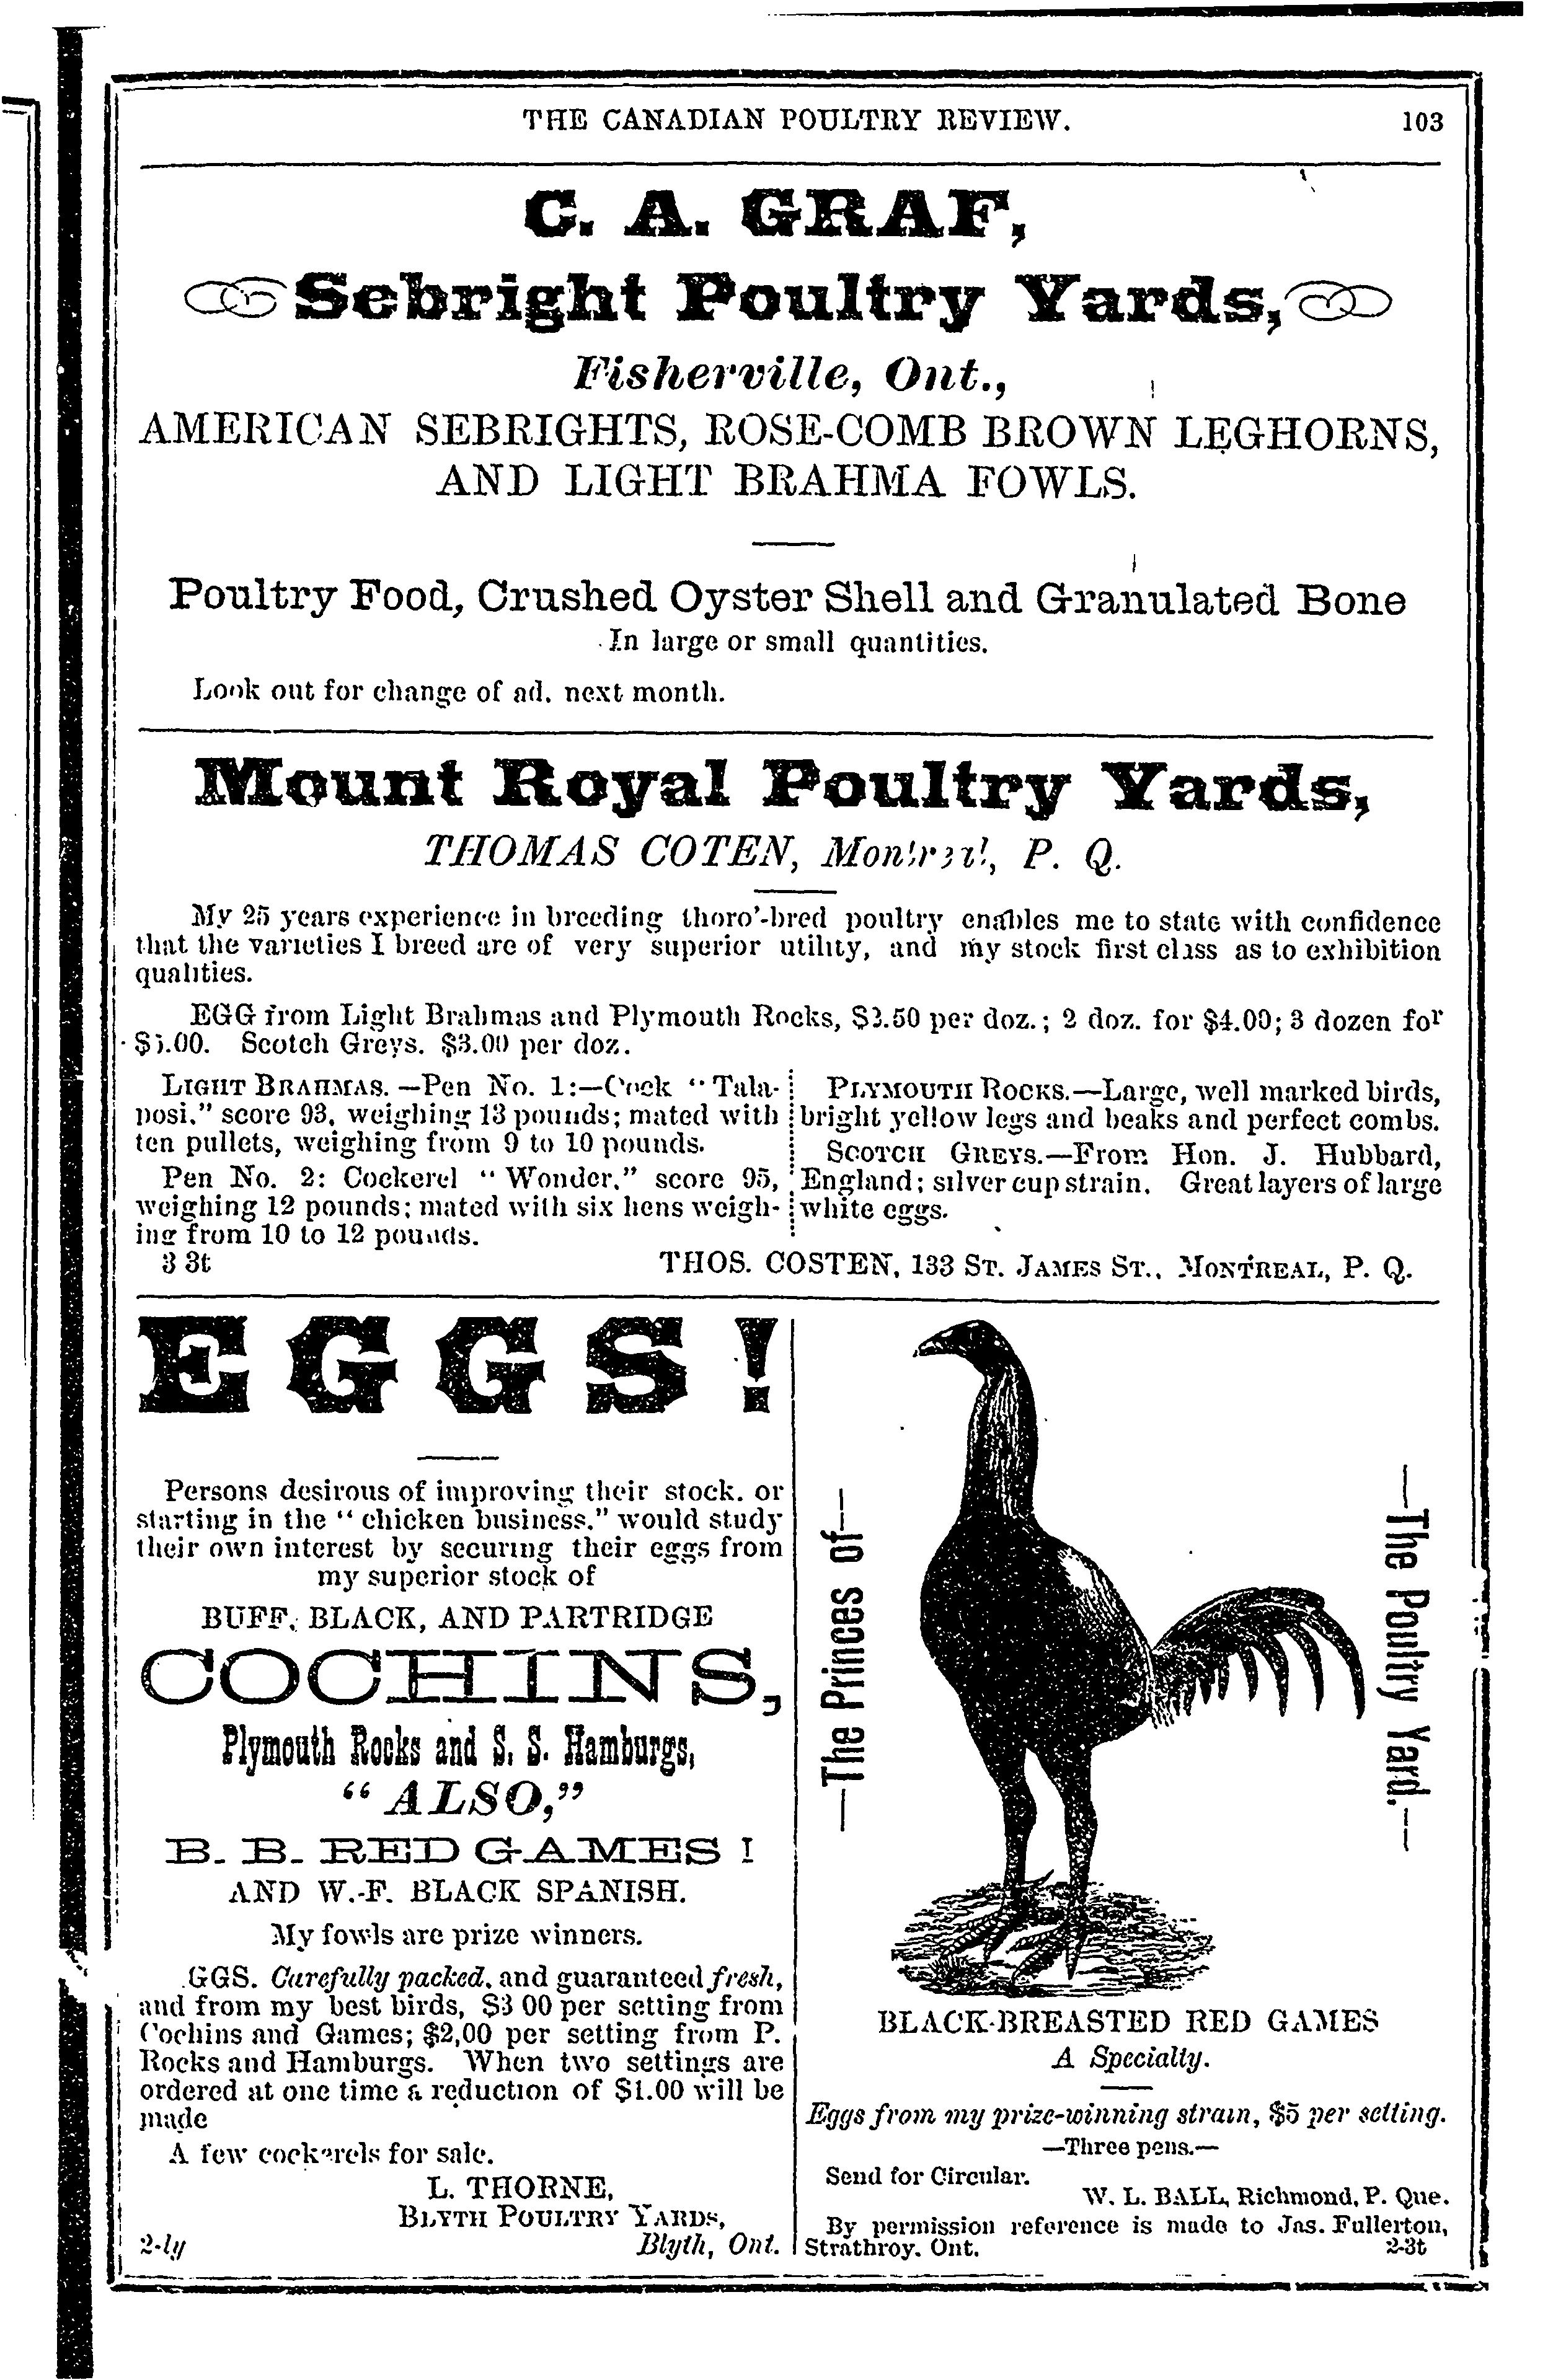 THE CANADIAN POULTRY REVIEW. 103
C. A. GRAF,
Sebright Poultry Yards,
Fisherville, Ont.,
AMERICAN SEBRIGHTS, ROSE-COMB BROWN LEGHORNS,
AND LIGHT BRAHMA FOWLS.
Poultry Food, Crushed Oyster Shell and Granulated Bone
In large or small quantities.
Look out for change of ad. next month.
Mount Royal Poultry Yards,
THOMAS COTEN, Montreal, P. Q.
My 25 years experience in breeding thoro'-bred poultry enables me to state with confidence
that the varieties I breed are of very superior utility, and my stock first class as to exhibition
qualities.
EGG from Light Brahmas and Plymouth Rocks, per doz.; 2 doz. for $4.00; 3 dozen for
Scotch Greys. $3.00 per doz.
LIGHT BRAHMAS.—Pen No. 1:—Cock "Tala-
posi," score 93, weighing 13 pounds; mated with
ten pullets, weighing from 9 to 10 pounds.
Pen No. 2: Cockerel "Wonder," score 95,
weighing 12 pounds; mated with six hens weigh-
ing from 10 to 12 pounds.
3 3t
PLYMOUTH ROCKS.—Large, well marked birds,
bright yellow legs and beaks and perfect combs.
SCOTCH GREYS.—From Hon. J. Hubbard,
England; silver cup strain. Great layers of large
white eggs.
THOS. COSTEN, 133 ST. JAMES ST., MONTREAL, P. Q.
EGGS!
Persons desirous of improving their stock, or
starting in the "chicken business," would study
their own interest by securing their eggs from
my superior stock of
BUFF, BLACK, AND PARTRIDGE
COCHINS,
Plymouth Rocks and S. S. Hamburgs,
"ALSO,"
B. B. RED GAMES!
AND W.-F. BLACK SPANISH.
My fowls are prize winners.
GGS. Carefully packed, and guaranteed fresh,
and from my best birds, $3 00 per setting from
Cochins and Games; $2,00 per setting from P.
Rocks and Hamburgs. When two settings are
ordered at one time a reduction of $1.00 will be
made
A few cockerels for sale.
L. THORNE,
BLYTH POULTRY YARDS,
2-ly Blyth, Ont.
—The Princes of—
—The Poultry Yard.—
BLACK-BREASTED RED GAMES
A Specialty.
Eggs from my prize-winning strain, $5 per setting.
—Three pens.—
Send for Circular.
W. L. BALL, Richmond, P. Que.
By permission reference is made to Jas. Fullerton,
Strathroy. Ont. 2-3t